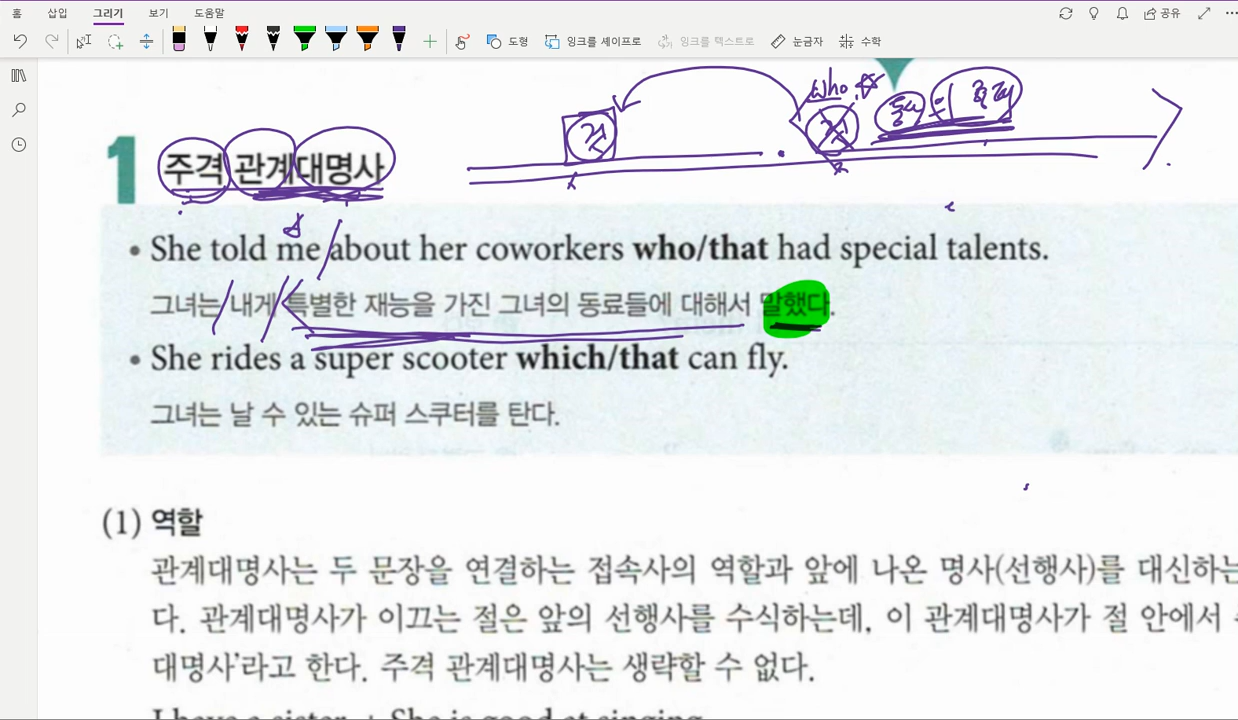 홈 삽입 그리기 보기 도움말 공유
도형 잉크를 셰이프로 잉크를 텍스트로 눈금자 수학
who
1 주격 관계대명사
• She told me about her coworkers who/that had special talents.
그녀는 내게 특별한 재능을 가진 그녀의 동료들에 대해서 말했다.
• She rides a super scooter which/that can fly.
그녀는 날 수 있는 슈퍼 스쿠터를 탄다.
(1) 역할
관계대명사는 두 문장을 연결하는 접속사의 역할과 앞에 나온 명사(선행사)를 대신하는
다. 관계대명사가 이끄는 절은 앞의 선행사를 수식하는데, 이 관계대명사가 절 안에서
대명사'라고 한다. 주격 관계대명사는 생략할 수 없다.
I have a sister. + She is good at singing.